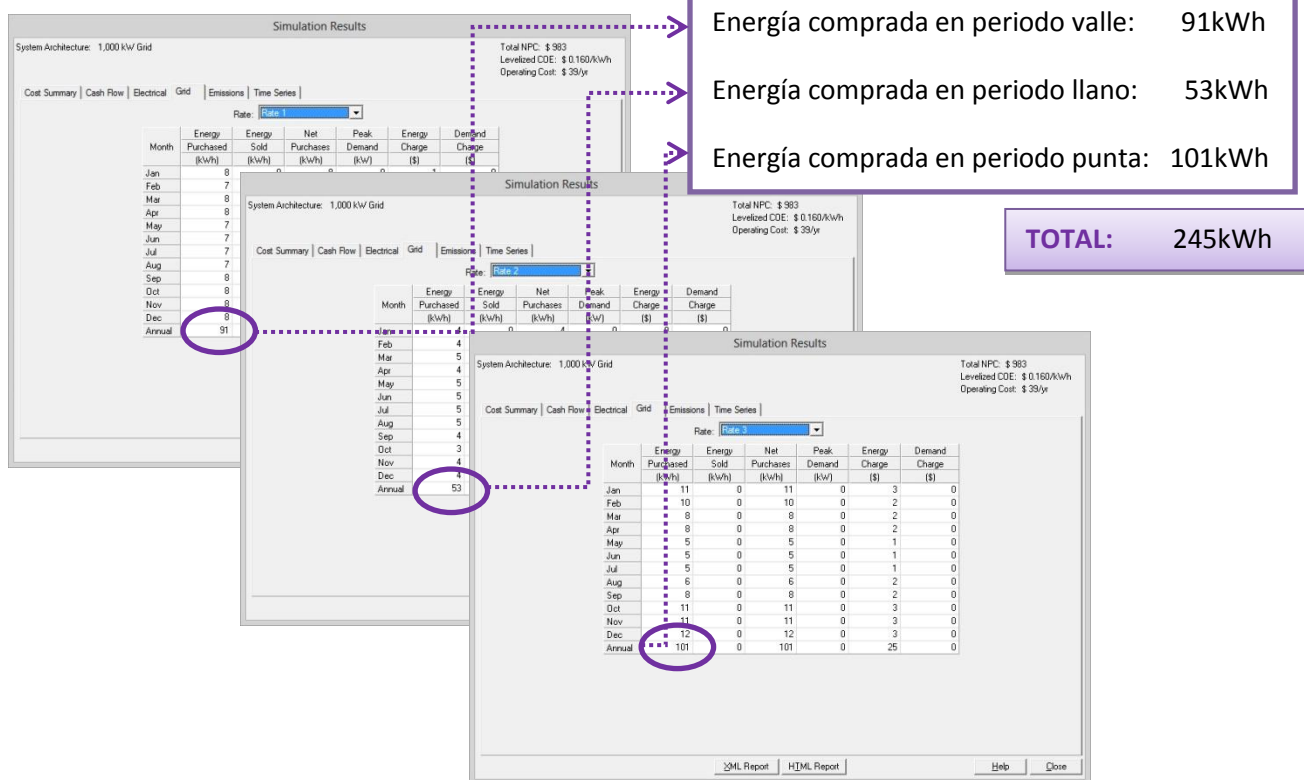 Simulation Results
System Architecture: 1,000 kW Grid
Total NPC: $ 983
Levelized COE: $ 0.160/kWh
Operating Cost: $ 39/yr
Cost Summary Cash Flow Electrical Grid Emissions Time Series
Rate: Rate 1
Energy Energy Net Peak Energy Demand
Month Purchased Sold Purchases Demand Charge Charge
(kWh) (kWh) (kWh) (kW) ($) ($)
Jan 8 0 8 0 1 0
Feb 7
Mar 8
Apr 8
May 7
Jun 7
Jul 7
Aug 7
Sep 8
Oct 8
Nov 8
Dec 8
Annual 91
Simulation Results
System Architecture: 1,000 kW Grid
Total NPC: $ 983
Levelized COE: $ 0.160/kWh
Operating Cost: $ 39/yr
Cost Summary Cash Flow Electrical Grid Emissions Time Series
Rate: Rate 2
Energy Energy Net Peak Energy Demand
Month Purchased Sold Purchases Demand Charge Charge
(kWh) (kWh) (kWh) (kW) ($) ($)
Jan 4 0 4 0 0
Feb 4
Mar 5
Apr 4
May 5
Jun 5
Jul 5
Aug 5
Sep 4
Oct 3
Nov 4
Dec 4
Annual 53
Simulation Results
System Architecture: 1,000 kW Grid
Total NPC: $ 983
Levelized COE: $ 0.160/kWh
Operating Cost: $ 39/yr
Cost Summary Cash Flow Electrical Grid Emissions Time Series
Rate: Rate 3
Energy Energy Net Peak Energy Demand
Month Purchased Sold Purchases Demand Charge Charge
(kWh) (kWh) (kWh) (kW) ($) ($)
Jan 11 0 11 0 3 0
Feb 10 0 10 0 2 0
Mar 8 0 8 0 2 0
Apr 8 0 8 0 2 0
May 5 0 5 0 1 0
Jun 5 0 5 0 1 0
Jul 5 0 5 0 1 0
Aug 6 0 6 0 2 0
Sep 8 0 8 0 2 0
Oct 11 0 11 0 3 0
Nov 11 0 11 0 3 0
Dec 12 0 12 0 3 0
Annual 101 0 101 0 25 0
XML Report HTML Report Help Close
Energía comprada en periodo valle: 91kWh
Energía comprada en periodo llano: 53kWh
Energía comprada en periodo punta: 101kWh
TOTAL: 245kWh